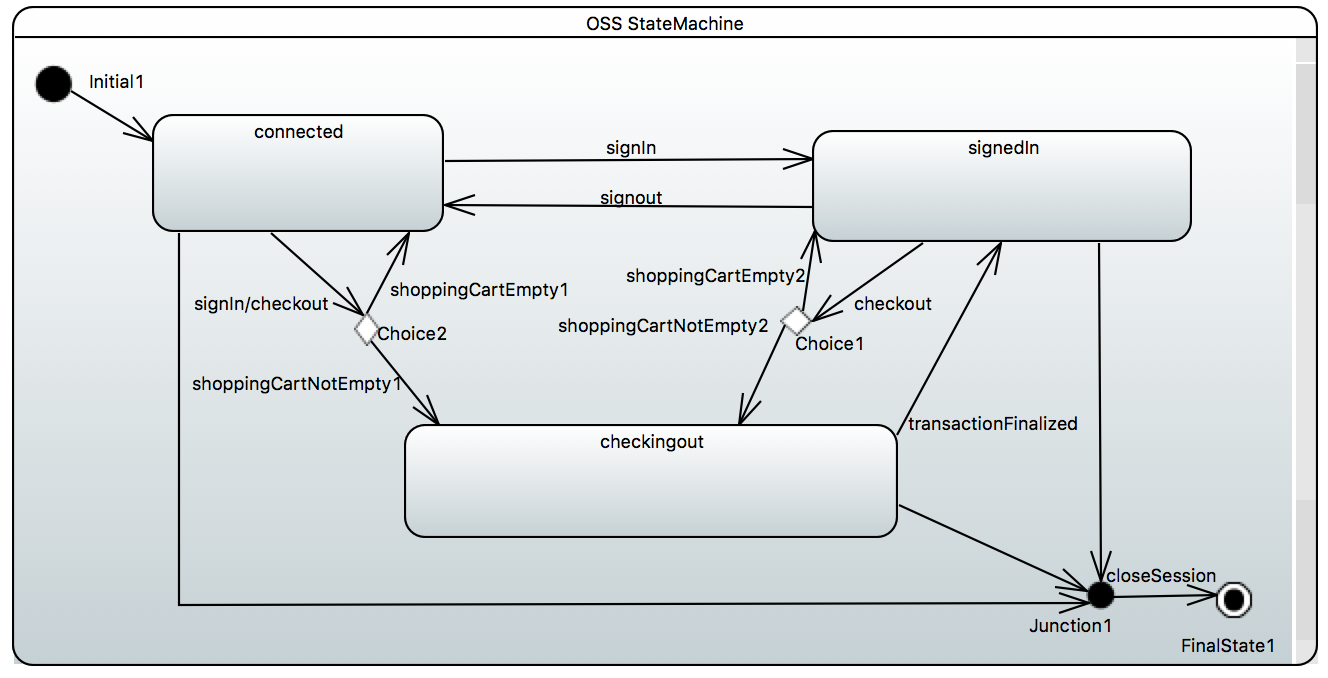 OSS StateMachine
Initial1
connected
signIn
signedIn
signout
shoppingCartEmpty2
shoppingCartEmpty1
signIn/checkout
checkout
shoppingCartNotEmpty2
Choice2
Choice1
shoppingCartNotEmpty1
transactionFinalized
checkingout
closeSession
Junction1
FinalState1